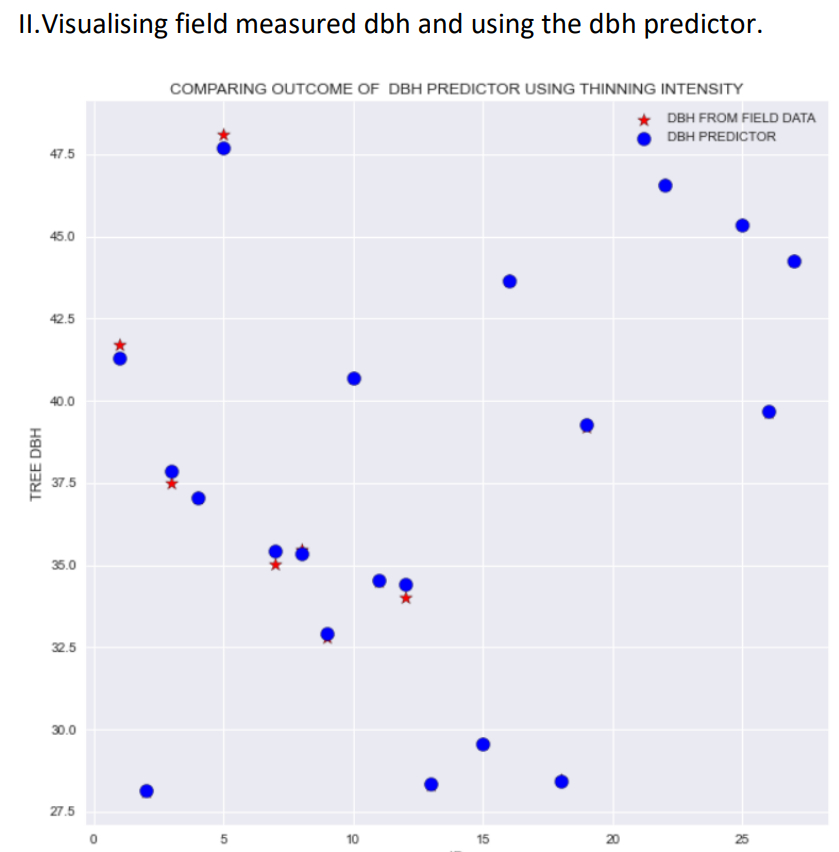 II.Visualising field measured dbh and using the dbh predictor.
COMPARING OUTCOME OF DBH PREDICTOR USING THINNING INTENSITY
DBH FROM FIELD DATA
DBH PREDICTOR
47.5
45.0
42.5
40.0
37.5
35.0
32.5
30.0
27.5
TREE DBH
0 5 10 15 20 25